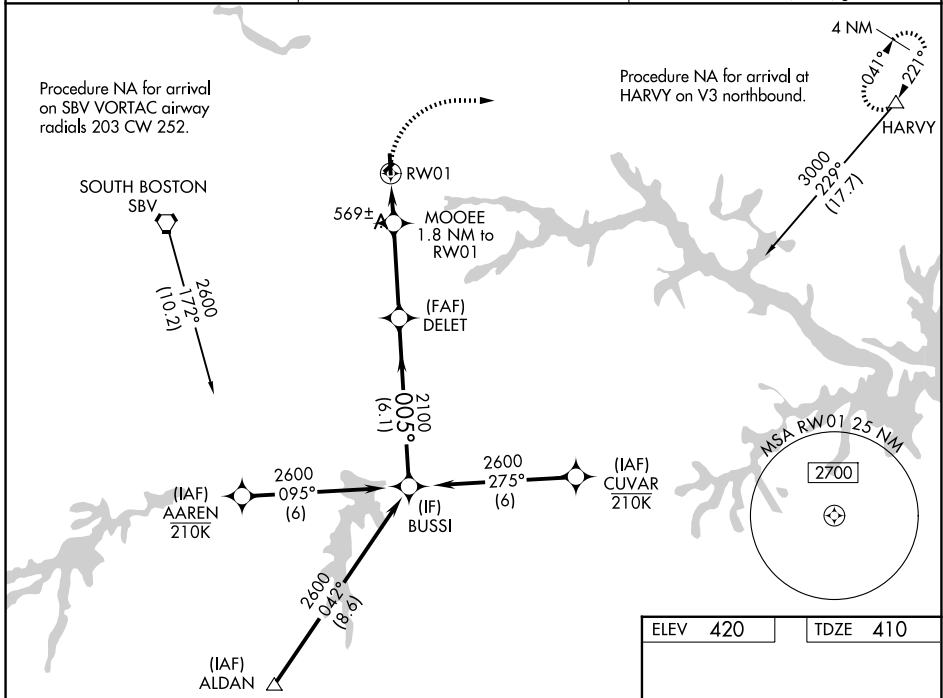 4 NM
041°
221°
HARVY
Procedure NA for arrival
on SBV VORTAC airway
radials 203 CW 252.
Procedure NA for arrival at
HARVY on V3 northbound.
3000
229°
(17.7)
SOUTH BOSTON
SBV
RW01
569±
MOOEE
1.8 NM to
RW01
2600
172°
(10.2)
(FAF)
DELET
2100
005°
(6.1)
MSA RW01 25 NM
2700
(IAF)
AAREN
210K
2600
095°
(6)
(IF)
BUSSI
2600
275°
(6)
(IAF)
CUVAR
210K
2600
042°
(8.6)
(IAF)
ALDAN
ELEV 420
TDZE 410